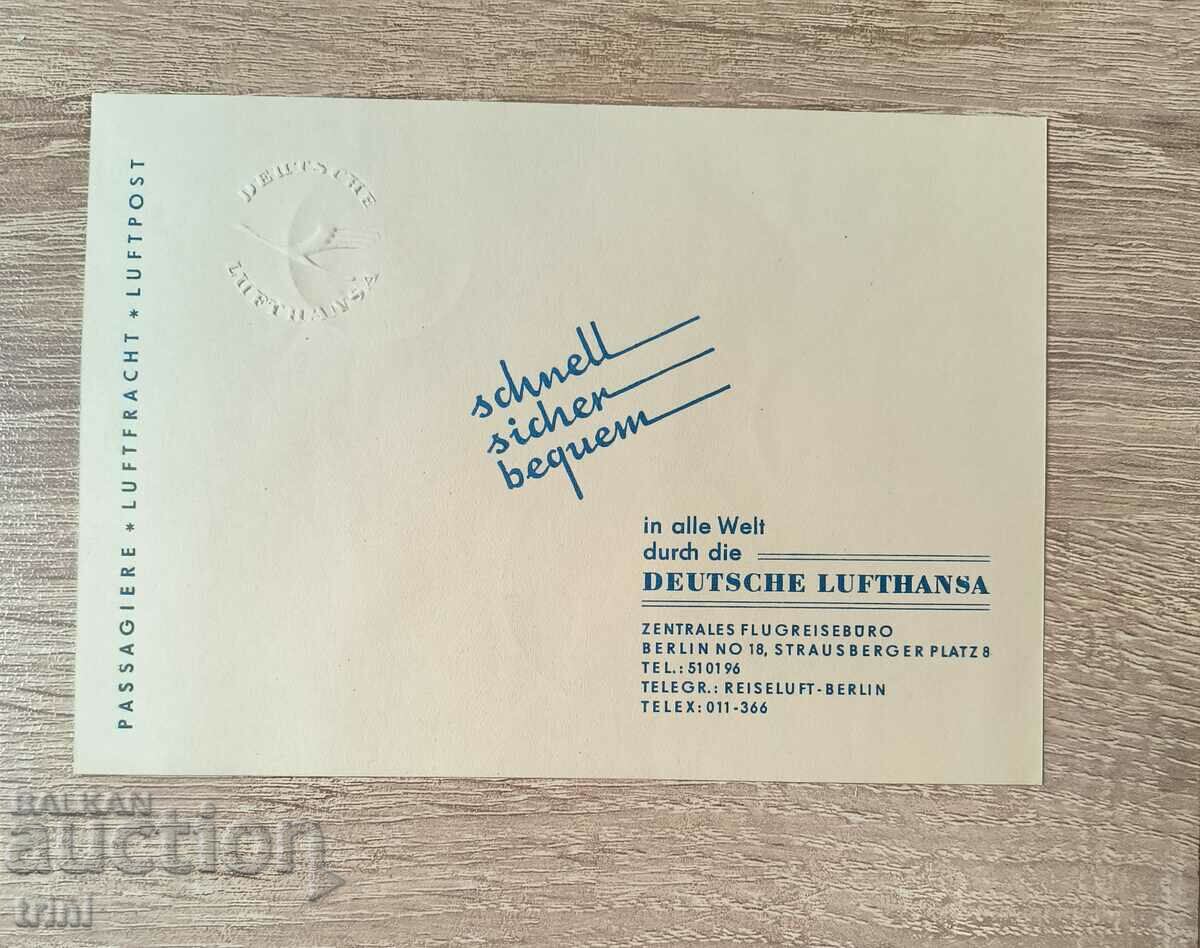 PASSAGIERE * LUFTFRACHT * LUFTPOST
DEUTSCHE
LUFTHANSA
schnell
sicher
bequem
in alle Welt
durch die
DEUTSCHE LUFTHANSA
ZENTRALES FLUGREISEBÜRO
BERLIN NO 18, STRAUSBERGER PLATZ 8
TEL.: 510196
TELEGR.: REISELUFT-BERLIN
TELEX: 011-366
BALKAN
auction
trini